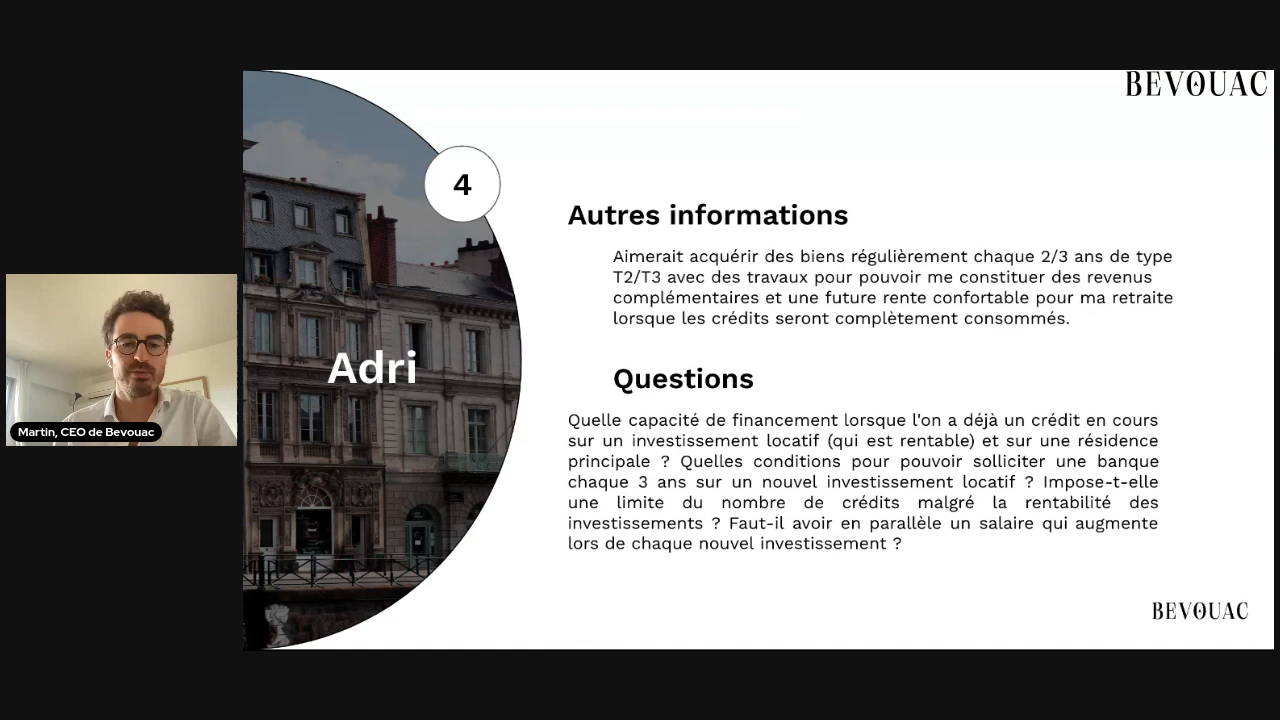 BEVOUAC
4
Autres informations
Aimerait acquérir des biens régulièrement chaque 2/3 ans de type
T2/T3 avec des travaux pour pouvoir me constituer des revenus
complémentaires et une future rente confortable pour ma retraite
lorsque les crédits seront complètement consommés.
Adri
Questions
Quelle capacité de financement lorsque l'on a déjà un crédit en cours
sur un investissement locatif (qui est rentable) et sur une résidence
principale ? Quelles conditions pour pouvoir solliciter une banque
chaque 3 ans sur un nouvel investissement locatif ? Impose-t-elle
une limite du nombre de crédits malgré la rentabilité des
investissements ? Faut-il avoir en parallèle un salaire qui augmente
lors de chaque nouvel investissement ?
Martin, CEO de Bevouac
BEVOUAC